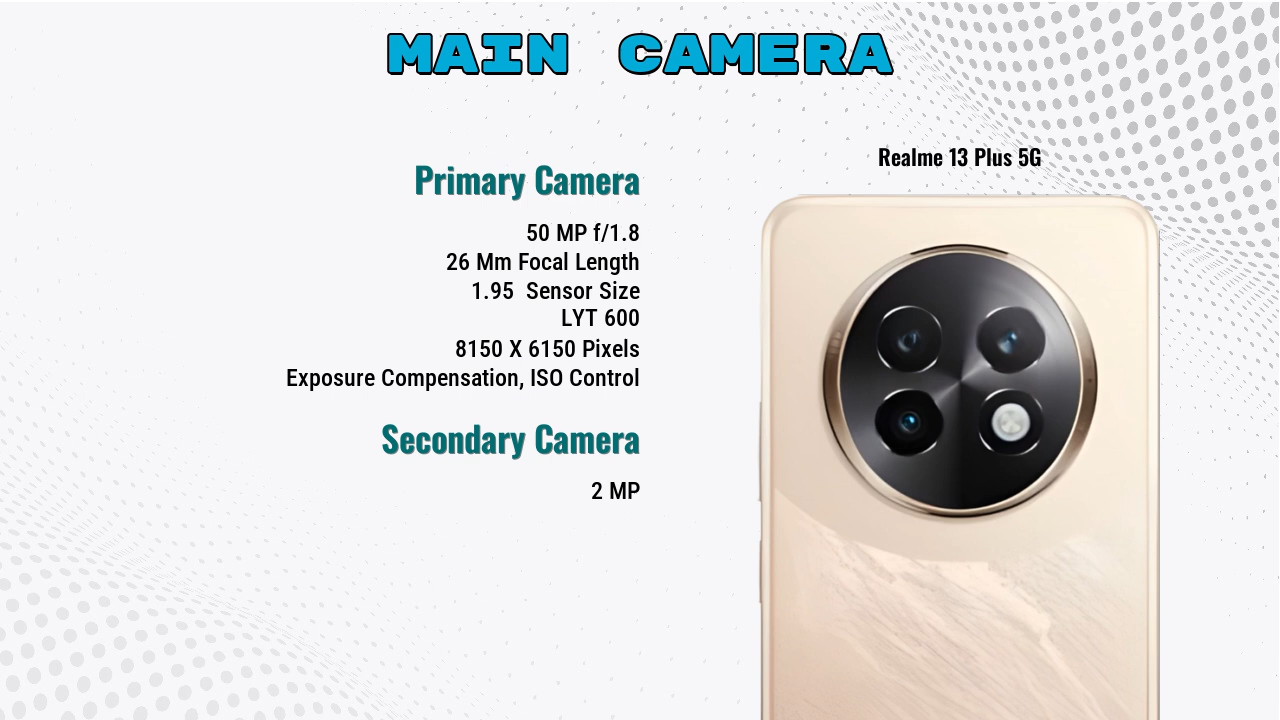 MAIN CAMERA
Realme 13 Plus 5G
Primary Camera
50 MP f/1.8
26 Mm Focal Length
1.95  Sensor Size
LYT 600
8150 X 6150 Pixels
Exposure Compensation, ISO Control
Secondary Camera
2 MP